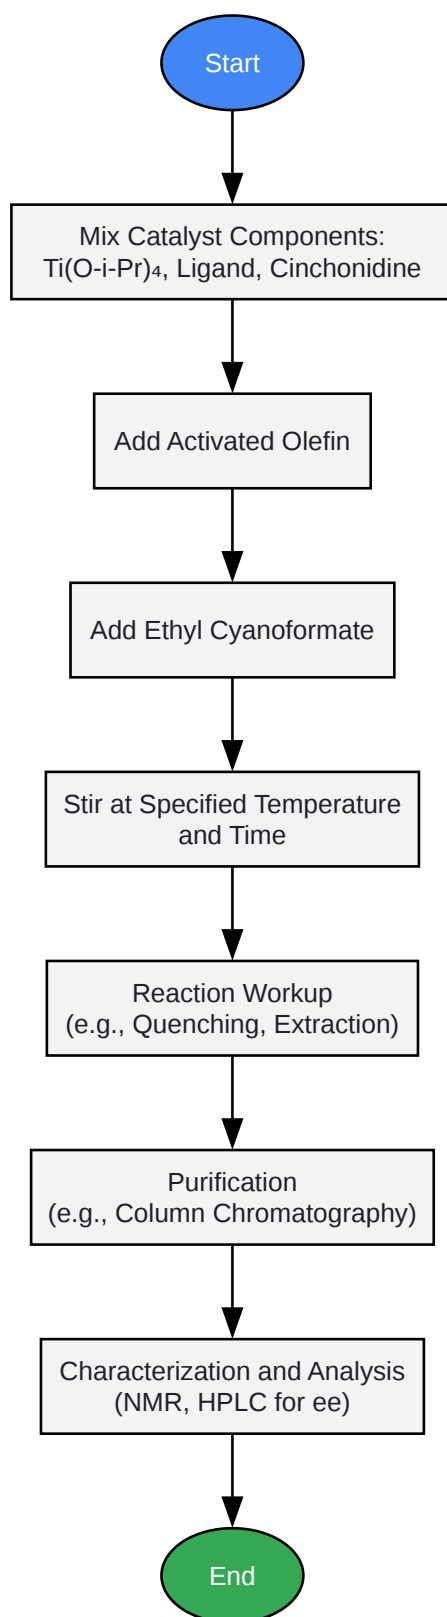 Start
Mix Catalyst Components:
Ti(O-i-Pr)₄, Ligand, Cinchonidine
Add Activated Olefin
Add Ethyl Cyanoformate
Stir at Specified Temperature
and Time
Reaction Workup
(e.g., Quenching, Extraction)
Purification
(e.g., Column Chromatography)
Characterization and Analysis
(NMR, HPLC for ee)
End